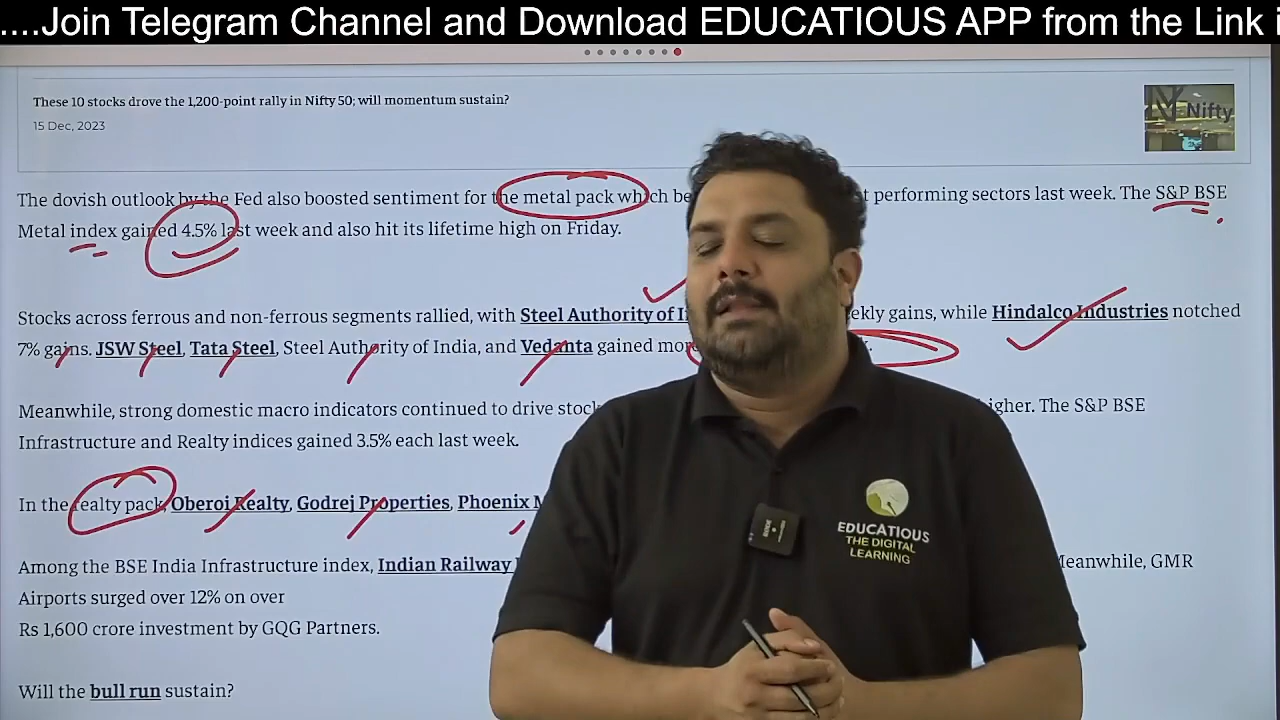 ....Join Telegram Channel and Download EDUCATIOUS APP from the Link
These 10 stocks drove the 1,200-point rally in Nifty 50; will momentum sustain?
15 Dec, 2023
Nifty
The dovish outlook by the Fed also boosted sentiment for the metal pack which performing sectors last week. The S&P BSE
Metal index gained 4.5% last week and also hit its lifetime high on Friday.
Stocks across ferrous and non-ferrous segments rallied, with Steel Authority of gains, while Hindalco Industries notched
7% gains. JSW Steel, Tata Steel, Steel Authority of India, and Vedanta gained
Meanwhile, strong domestic macro indicators continued to drive higher. The S&P BSE
Infrastructure and Realty indices gained 3.5% each last week.
In the realty pack Oberoi Realty, Godrej Properties, Phoenix
Among the BSE India Infrastructure index, Indian Railway Meanwhile, GMR
Airports surged over 12% on over
Rs 1,600 crore investment by GQG Partners.
Will the bull run sustain?
EDUCATIOUS
THE DIGITAL
LEARNING
RODE